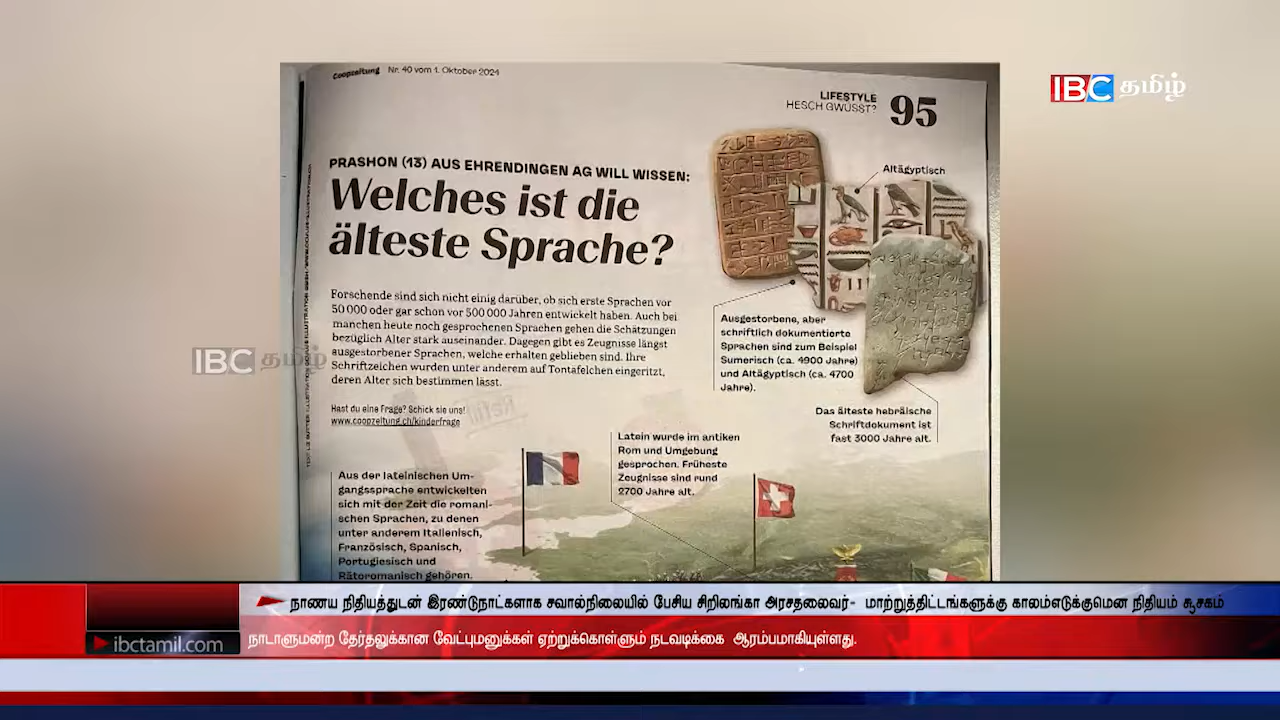 Coopzeitung Nr. 40 vom 1. Oktober 2024
LIFESTYLE
HESCH GWÜSST?
95
IBC தமிழ்
PRASHON (13) AUS EHRENDINGEN AG WILL WISSEN:
Welches ist die
älteste Sprache?
Altägyptisch
Forschende sind sich nicht einig darüber, ob sich erste Sprachen vor
50 000 oder gar schon vor 500 000 Jahren entwickelt haben. Auch bei
manchen heute noch gesprochenen Sprachen gehen die Schätzungen
bezüglich Alter stark auseinander. Dagegen gibt es Zeugnisse längst
ausgestorbener Sprachen, welche erhalten geblieben sind. Ihre
Schriftzeichen wurden unter anderem auf Tontafelchen eingeritzt,
deren Alter sich bestimmen lässt.
IBC தமிழ்
Hast du eine Frage? Schick sie uns!
www.coopzeitung.ch/kinderfrage
Ausgestorbene, aber
schriftlich dokumentierte
Sprachen sind zum Beispiel
Sumerisch (ca. 4900 Jahre)
und Altägyptisch (ca. 4700
Jahre).
Das älteste hebräische
Schriftdokument ist
fast 3000 Jahre alt.
Latein wurde im antiken
Rom und Umgebung
gesprochen. Früheste
Zeugnisse sind rund
2700 Jahre alt.
Aus der lateinischen Um-
gangssprache entwickelten
sich mit der Zeit die romani-
schen Sprachen, zu denen
unter anderem Italienisch,
Französisch, Spanisch,
Portugiesisch und
Rätoromanisch gehören.
நாணய நிதியத்துடன் இரண்டுநாட்களாக சவால்நிலையில் பேசிய சிறிலங்கா அரசதலைவர்- மாற்றுத்திட்டங்களுக்கு காலம்எடுக்குமென நிதியம் சூசகம்
ibctamil.com
நாடாளுமன்ற தேர்தலுக்கான வேட்புமனுக்கள் ஏற்றுக்கொள்ளும் நடவடிக்கை ஆரம்பமாகியுள்ளது.